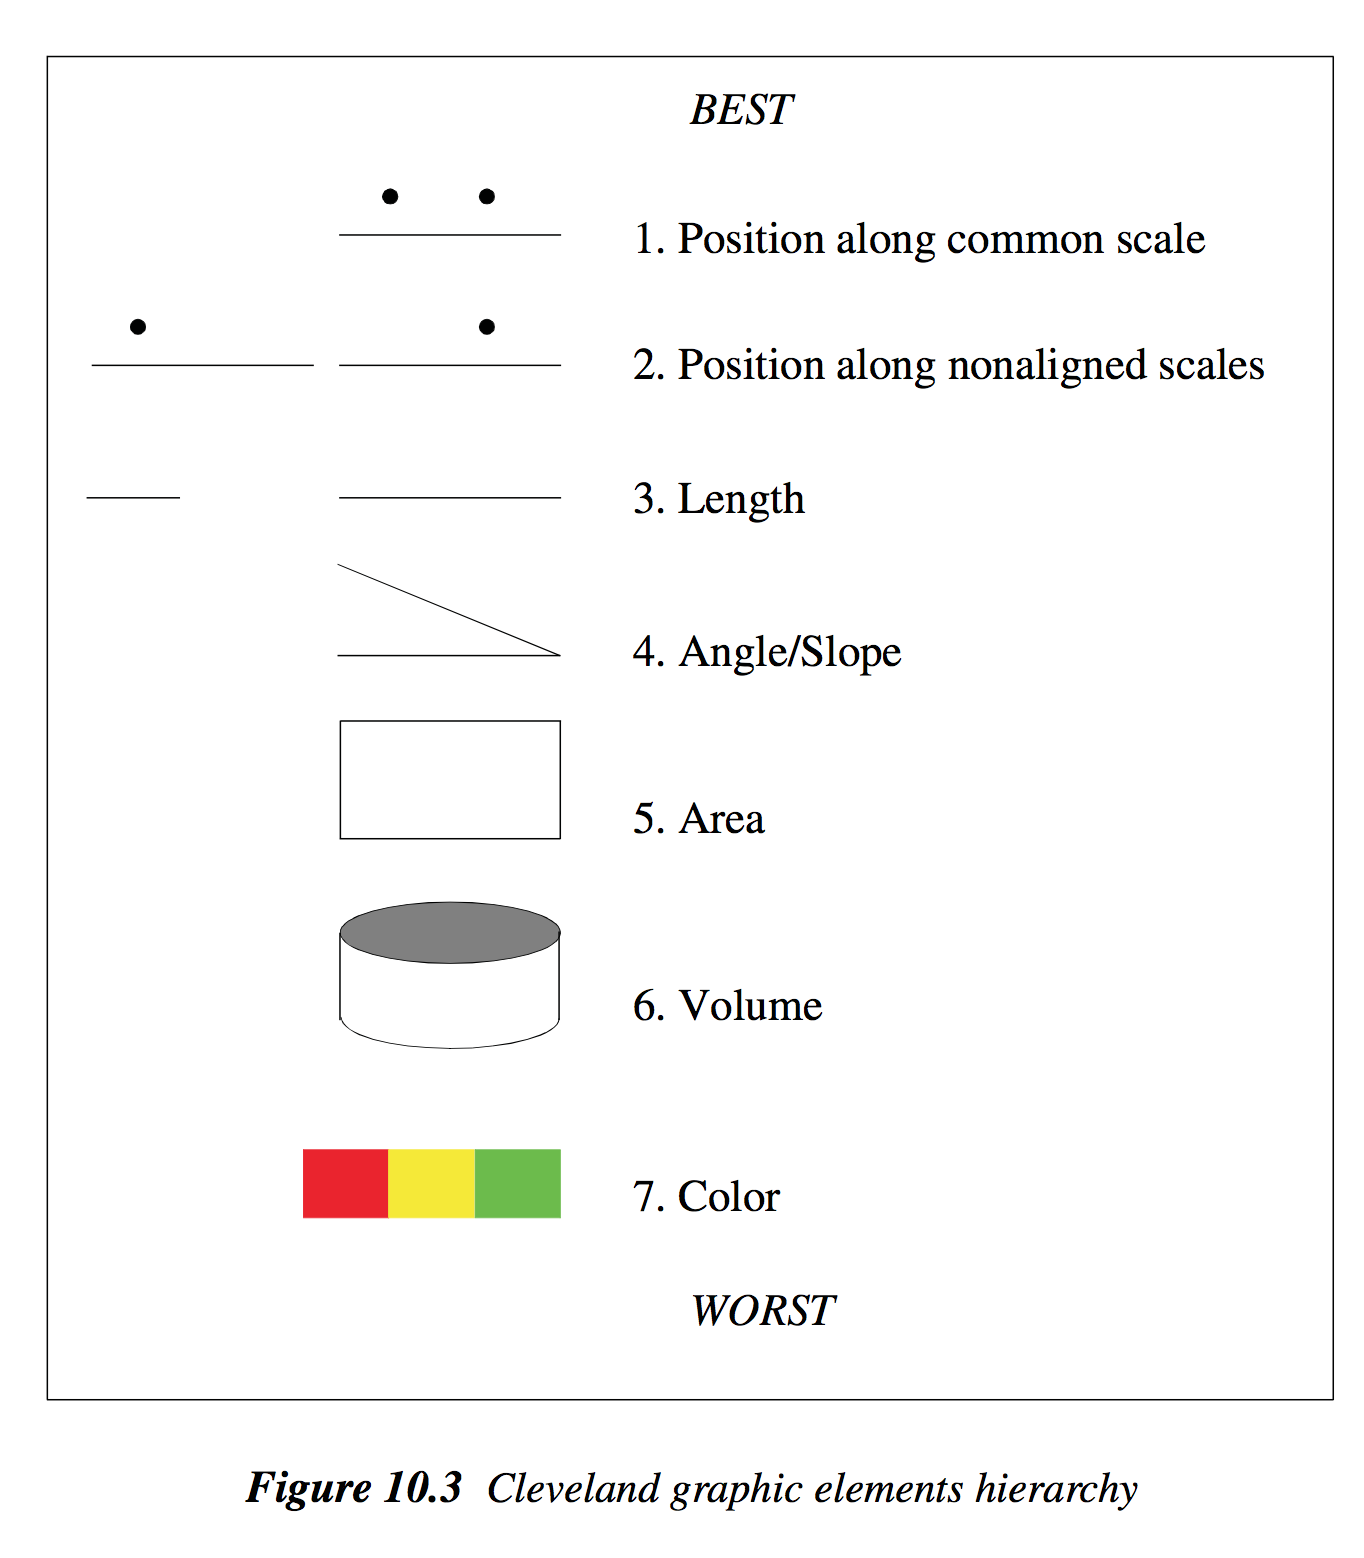 BEST
1. Position along common scale
2. Position along nonaligned scales
3. Length
4. Angle/Slope
5. Area
6. Volume
7. Color
WORST
Figure 10.3 Cleveland graphic elements hierarchy